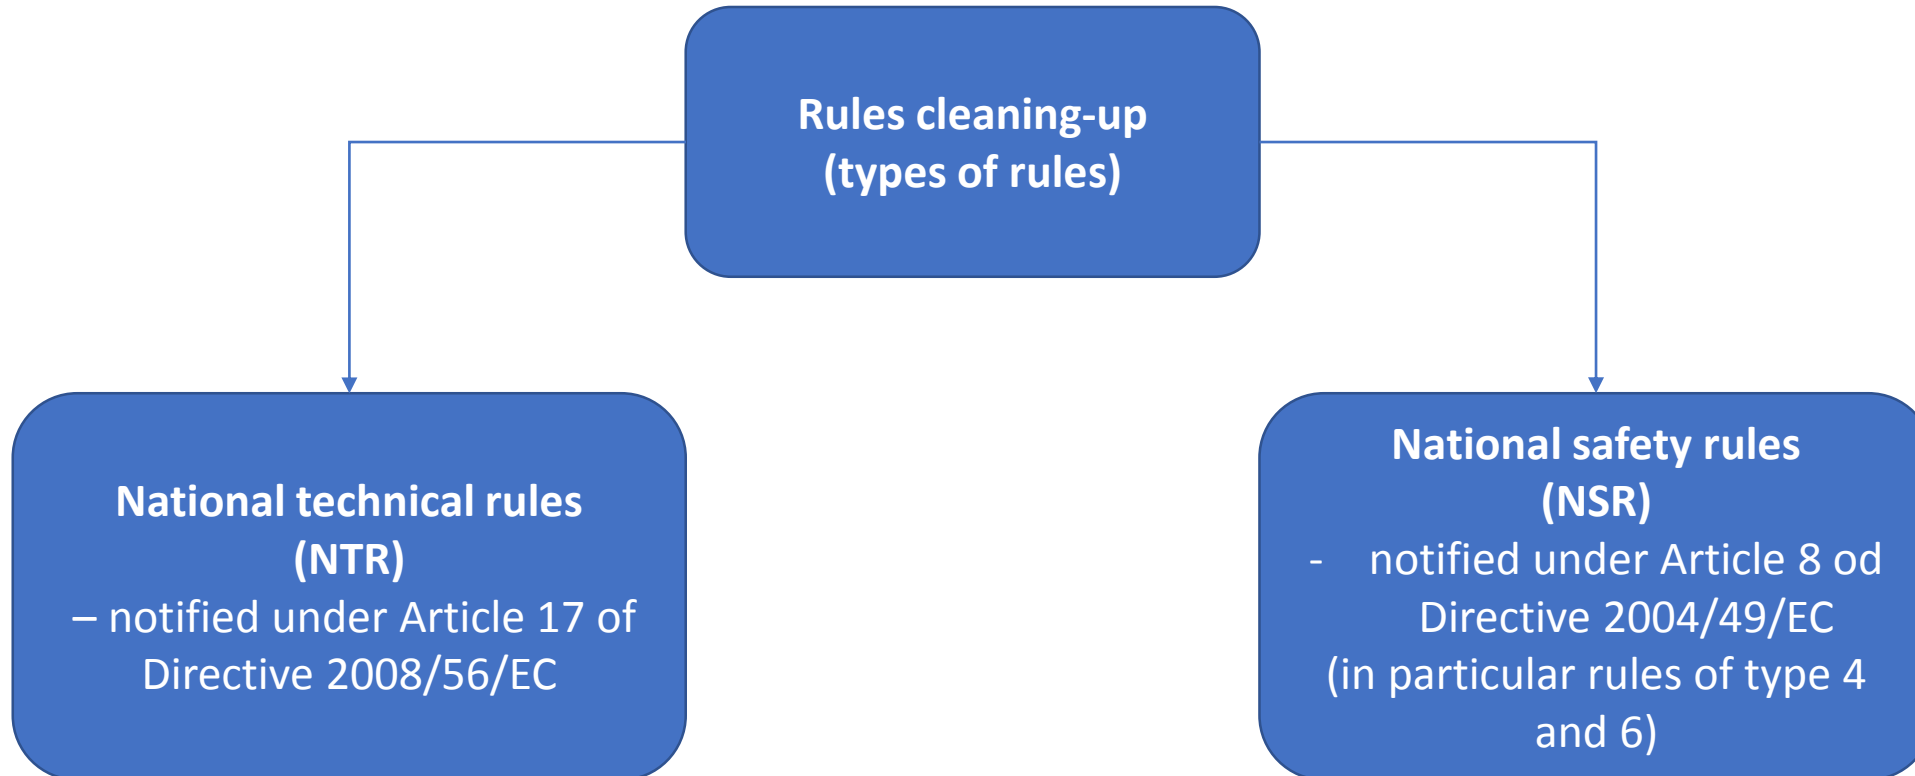 Rules cleaning-up
(types of rules)
National technical rules
(NTR)
– notified under Article 17 of
Directive 2008/56/EC
National safety rules
(NSR)
- notified under Article 8 od
Directive 2004/49/EC
(in particular rules of type 4
and 6)